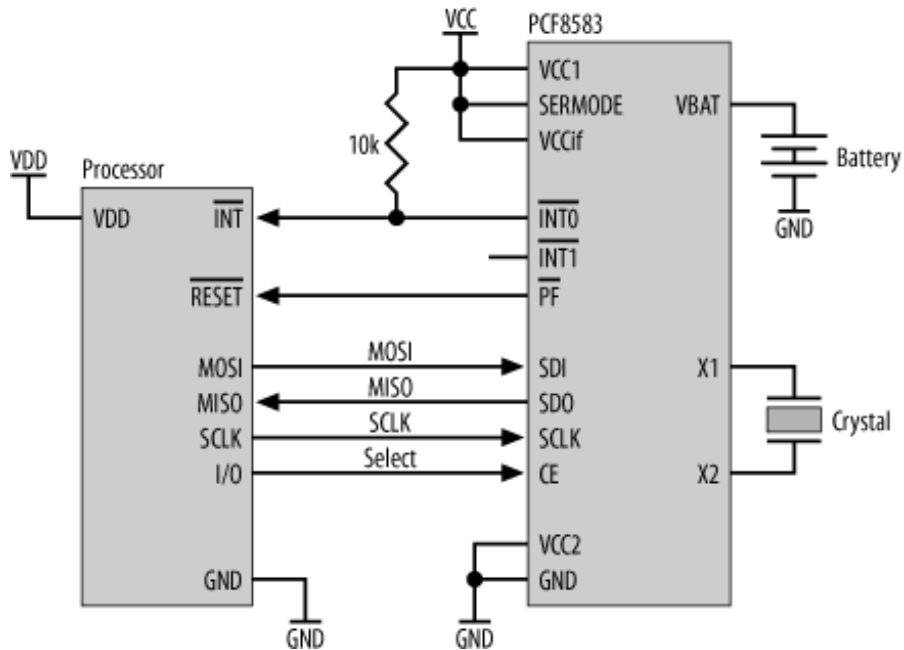 VCC
PCF8583
VCC1
SERMODE
VBAT
VCCif
10k
Battery
VDD
Processor
VDD
INT
INT0
GND
INT1
RESET
PF
MOSI
MOSI
SDI
X1
MISO
MISO
SDO
SCLK
SCLK
SCLK
Crystal
I/O
Select
CE
X2
VCC2
GND
GND
GND
GND